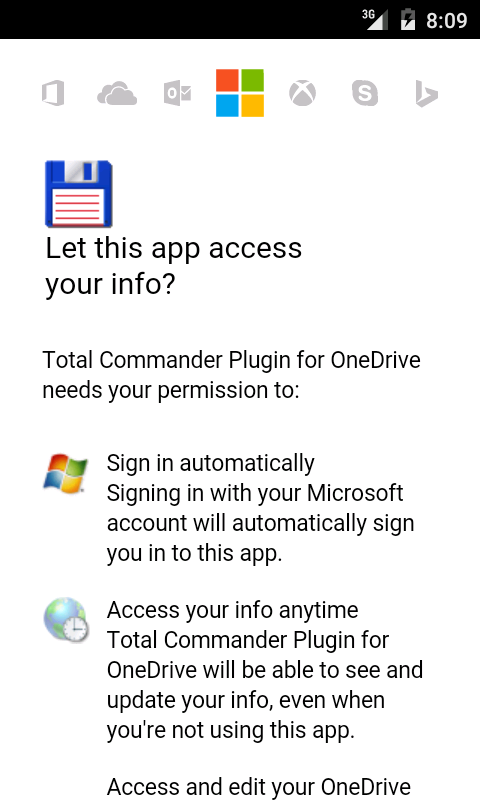 3G 8:09
Let this app access
your info?
Total Commander Plugin for OneDrive
needs your permission to:
Sign in automatically
Signing in with your Microsoft
account will automatically sign
you in to this app.
Access your info anytime
Total Commander Plugin for
OneDrive will be able to see and
update your info, even when
you're not using this app.
Access and edit your OneDrive